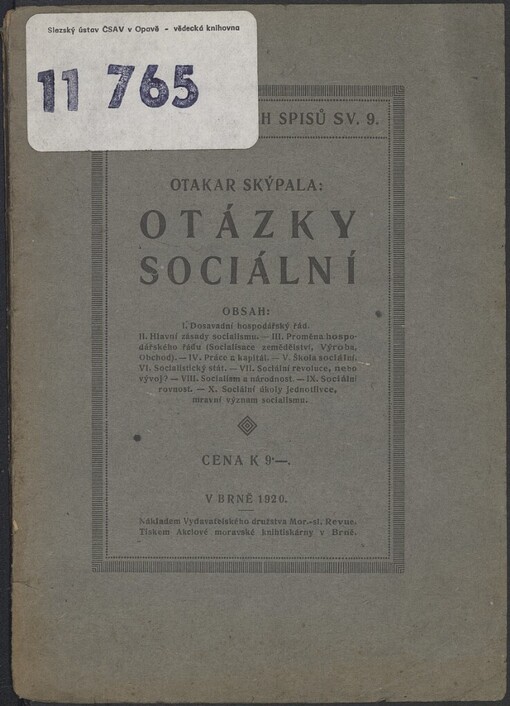 Slezský ústav ČSAV v Opavě - vědecká knihovna
11 765
H SPISŮ SV. 9.
OTAKAR SKÝPALA:
OTÁZKY
SOCIÁLNÍ
OBSAH:
I. Dosavadní hospodářský řád.
II. Hlavní zásady socialismu. — III. Proměna hospo-
dářského řádu (Socialisace zemědělství, Výroba,
Obchod). — IV. Práce a kapitál. — V. Škola sociální.
VI. Socialistický stát. — VII. Sociální revoluce, nebo
vývoj? — VIII. Socialism a národnost. — IX. Sociální
rovnost. — X. Sociální úkoly jednotlivce,
mravní význam socialismu.
CENA K 9·—.
V BRNĚ 1920.
Nákladem Vydavatelského družstva Mor.-sl. Revue.
Tiskem Akciové moravské knihtiskárny v Brně.